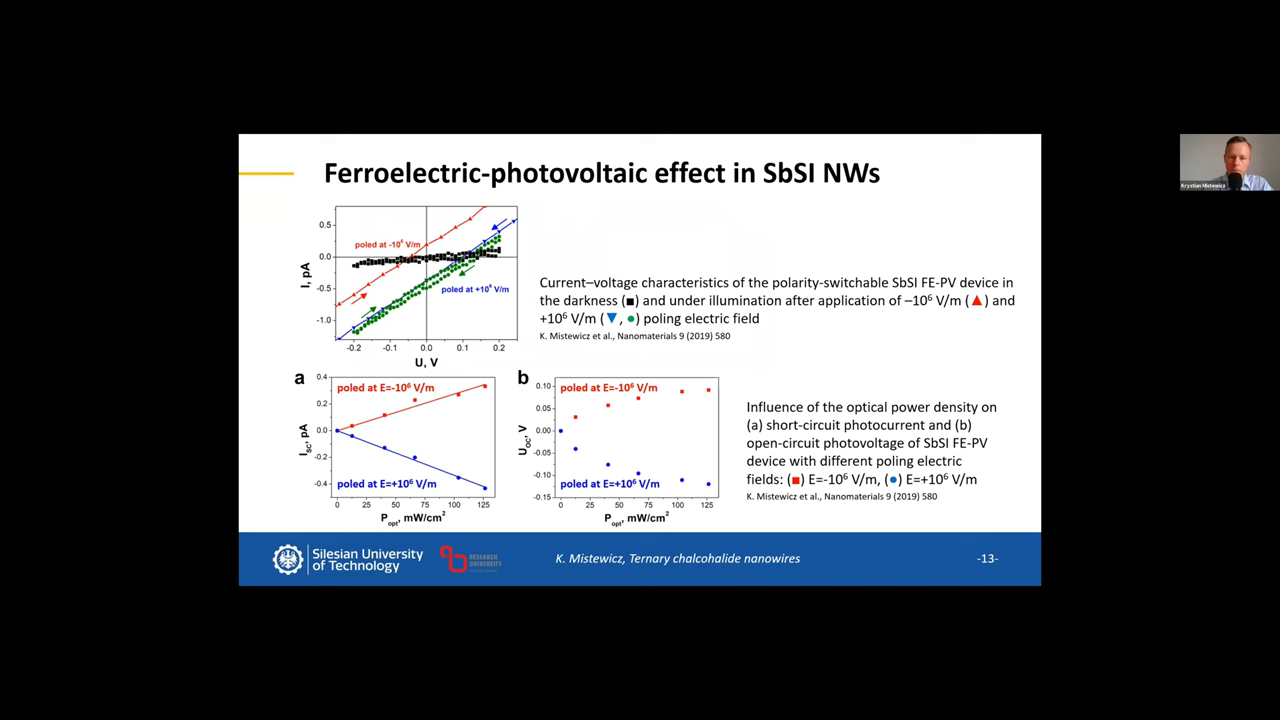 Ferroelectric-photovoltaic effect in SbSI NWs
I, pA
0.5
0.0
-0.5
-1.0
poled at -10⁶ V/m
poled at +10⁶ V/m
-0.2 -0.1 0.0 0.1 0.2
U, V
Current–voltage characteristics of the polarity-switchable SbSI FE-PV device in
the darkness (■) and under illumination after application of –10⁶ V/m (▲) and
+10⁶ V/m (▼, ●) poling electric field
K. Mistewicz et al., Nanomaterials 9 (2019) 580
a
I_SC, pA
0.4
0.2
0.0
-0.2
-0.4
poled at E=-10⁶ V/m
poled at E=+10⁶ V/m
0 25 50 75 100 125
P_opt, mW/cm²
b
U_OC, V
0.10
0.05
0.00
-0.05
-0.10
-0.15
poled at E=-10⁶ V/m
poled at E=+10⁶ V/m
0 25 50 75 100 125
P_opt, mW/cm²
Influence of the optical power density on
(a) short-circuit photocurrent and (b)
open-circuit photovoltage of SbSI FE-PV
device with different poling electric
fields: (■) E=-10⁶ V/m, (●) E=+10⁶ V/m
K. Mistewicz et al., Nanomaterials 9 (2019) 580
Silesian University
of Technology
RESEARCH
UNIVERSITY
K. Mistewicz, Ternary chalcohalide nanowires
-13-
Krystian Mistewicz